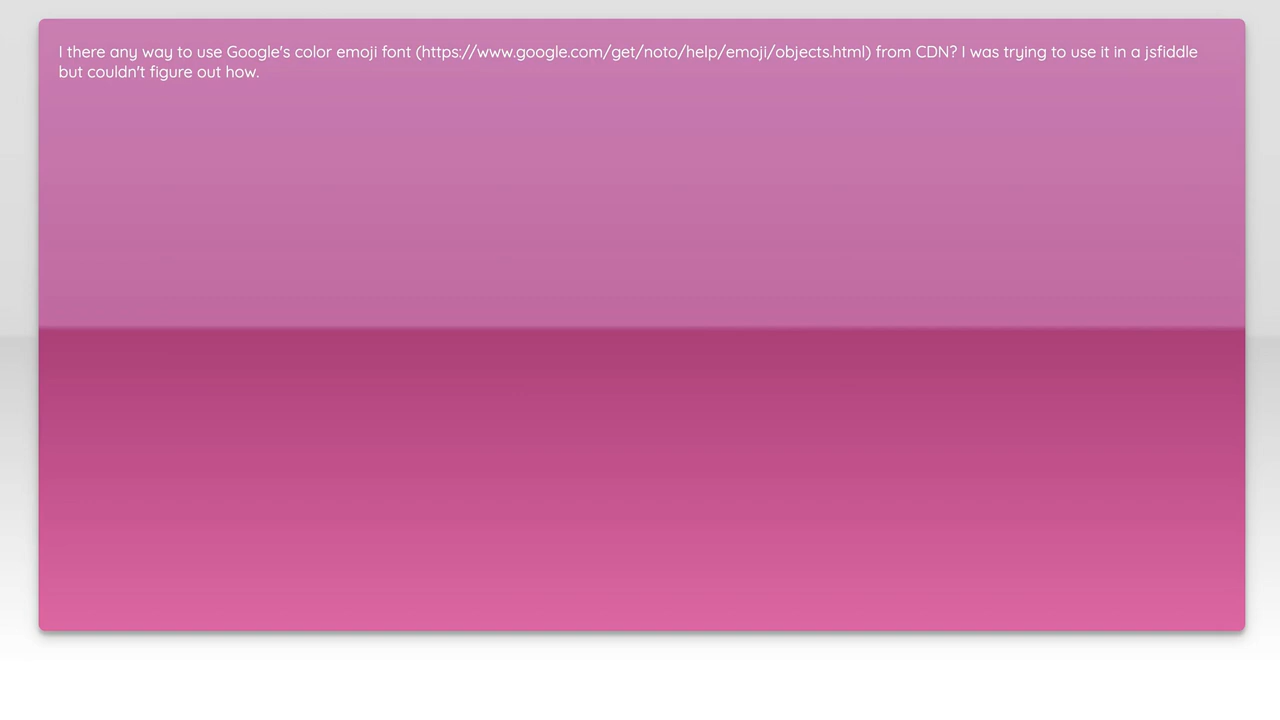 I there any way to use Google's color emoji font (https://www.google.com/get/noto/help/emoji/objects.html) from CDN? I was trying to use it in a jsfiddle
but couldn't figure out how.